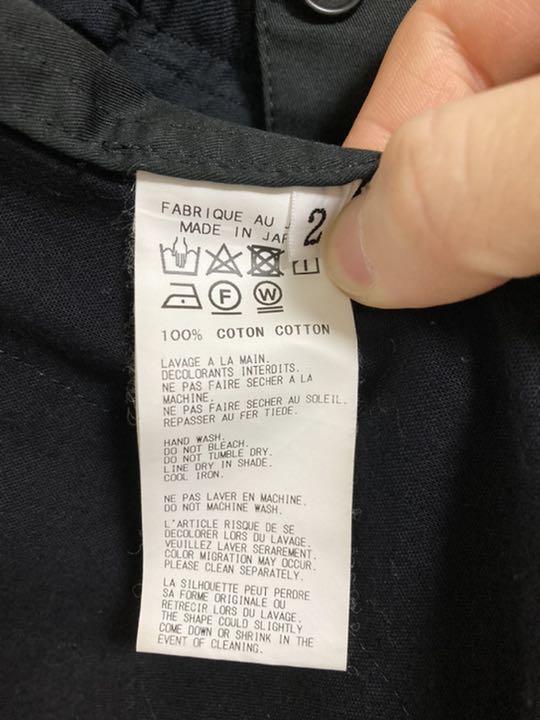 FABRIQUE AU
2
MADE IN JAP
F W
100% COTON COTTON
LAVAGE A LA MAIN.
DECOLORANTS INTERDITS.
NE PAS FAIRE SECHER A LA
MACHINE.
NE PAS FAIRE SECHER AU SOLEIL.
REPASSER AU FER TIEDE.
HAND WASH.
DO NOT BLEACH.
DO NOT TUMBLE DRY.
LINE DRY IN SHADE.
COOL IRON.
NE PAS LAVER EN MACHINE.
DO NOT MACHINE WASH.
L'ARTICLE RISQUE DE SE
DECOLORER LORS DU LAVAGE.
VEUILLEZ LAVER SERAREMENT.
COLOR MIGRATION MAY OCCUR.
PLEASE CLEAN SEPARATELY.
LA SILHOUETTE PEUT PERDRE
SA FORME ORIGINALE OU
RETRECIR LORS DU LAVAGE.
THE SHAPE COULD SLIGHTLY
COME DOWN OR SHRINK IN THE
EVENT OF CLEANING.